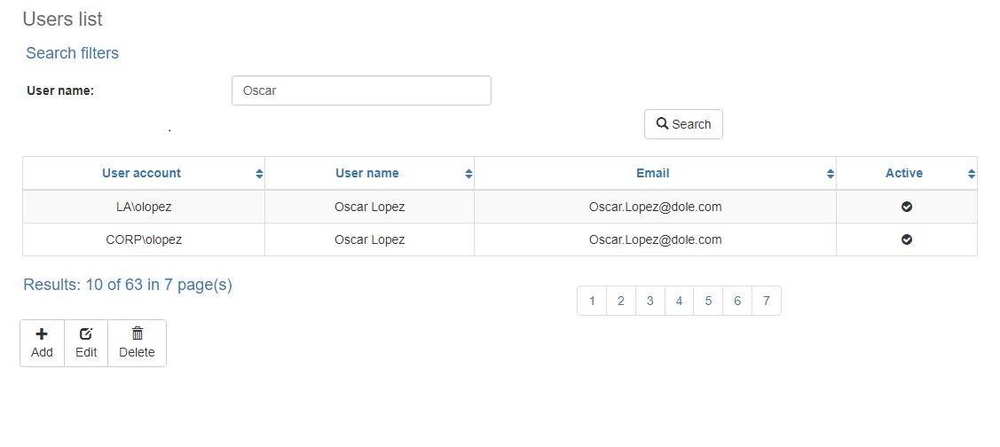 Users list
Search filters
User name: Oscar
. Search
User account User name Email Active
LA\olopez Oscar Lopez Oscar.Lopez@dole.com
CORP\olopez Oscar Lopez Oscar.Lopez@dole.com
Results: 10 of 63 in 7 page(s)
1 2 3 4 5 6 7
Add Edit Delete